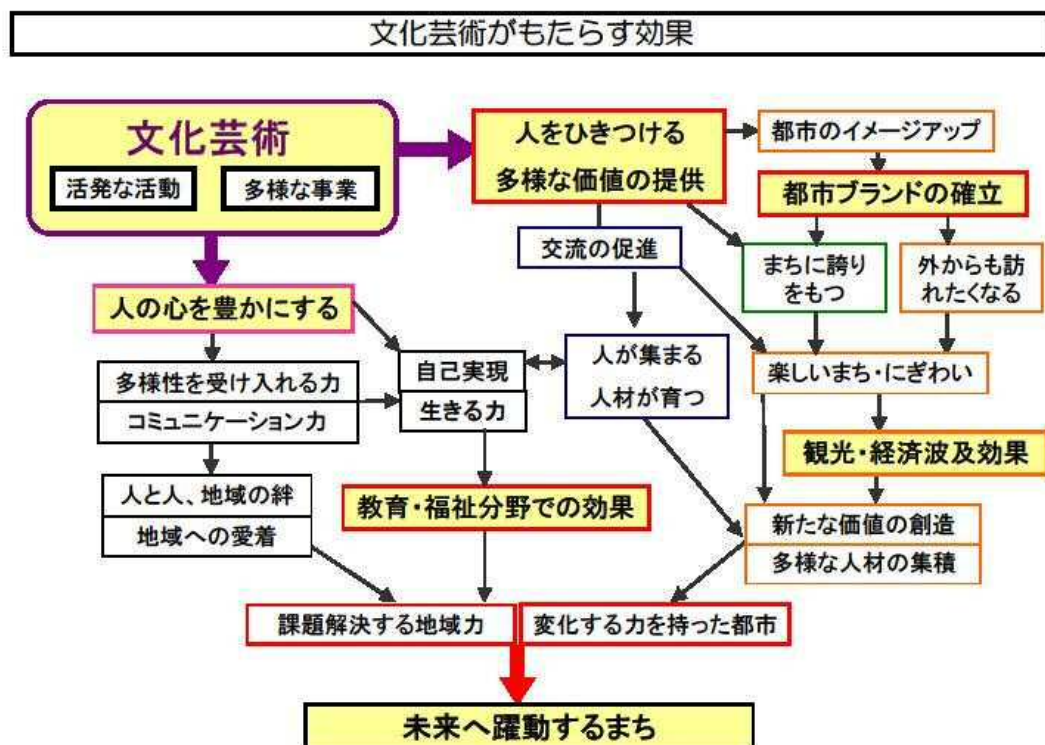 文化芸術がもたらす効果
文化芸術
活発な活動
多様な事業
人をひきつける
多様な価値の提供
都市のイメージアップ
都市ブランドの確立
交流の促進
まちに誇り
をもつ
外からも訪
れたくなる
人の心を豊かにする
多様性を受け入れる力
コミュニケーション力
自己実現
生きる力
人が集まる
人材が育つ
楽しいまち・にぎわい
観光・経済波及効果
人と人、地域の絆
地域への愛着
教育・福祉分野での効果
新たな価値の創造
多様な人材の集積
課題解決する地域力
変化する力を持った都市
未来へ躍動するまち